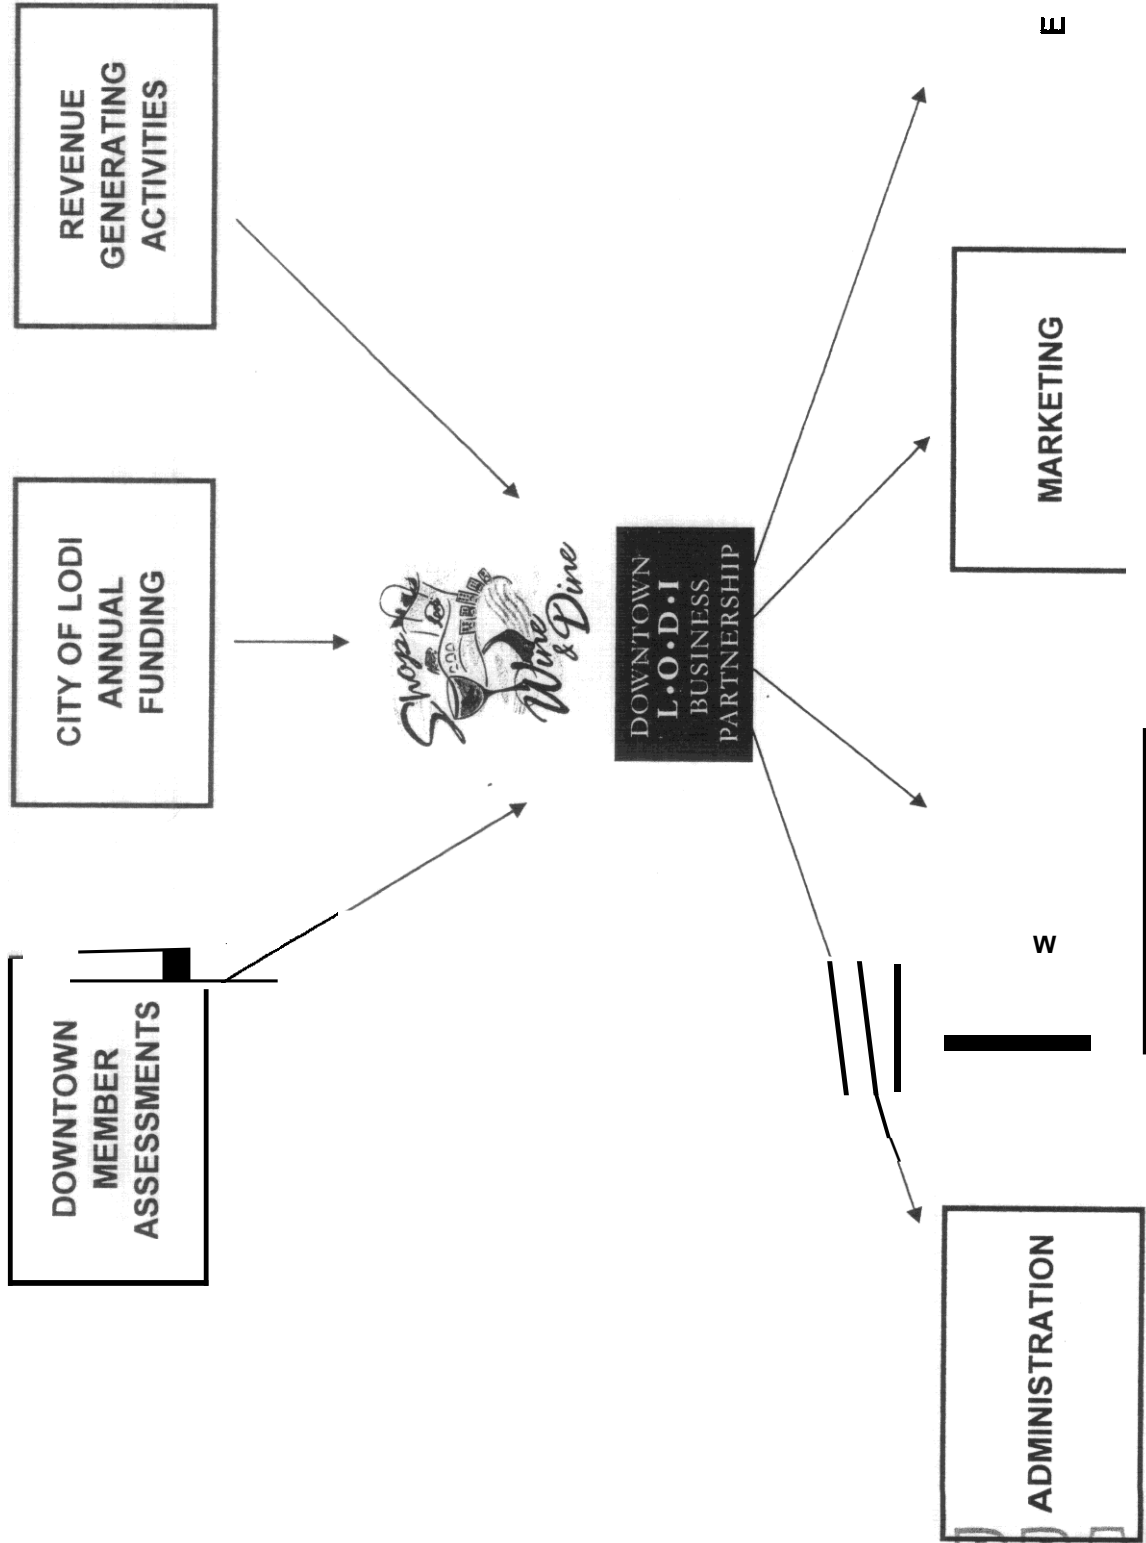 DOWNTOWN
MEMBER
ASSESSMENTS
CITY OF LODI
ANNUAL
FUNDING
REVENUE
GENERATING
ACTIVITIES
Shop
Wine
& Dine
DOWNTOWN
L.O.D.I
BUSINESS
PARTNERSHIP
ADMINISTRATION
W
MARKETING
E